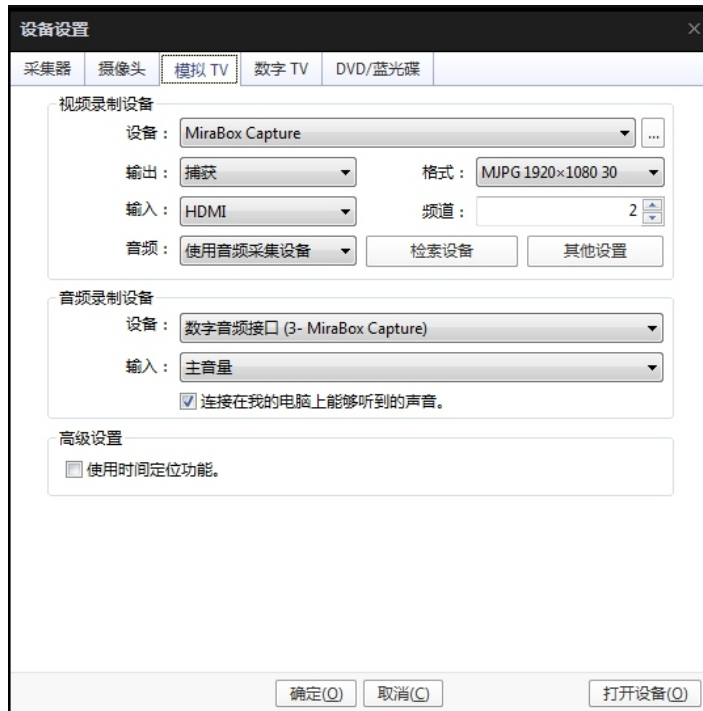 设备设置
采集器 摄像头 模拟 TV 数字 TV DVD/蓝光碟
视频录制设备
设备： MiraBox Capture ...
输出： 捕获 格式： MJPG 1920×1080 30
输入： HDMI 频道： 2
音频： 使用音频采集设备 检索设备 其他设置
音频录制设备
设备： 数字音频接口 (3- MiraBox Capture)
输入： 主音量
连接在我的电脑上能够听到的声音。
高级设置
使用时间定位功能。
确定(O) 取消(C) 打开设备(O)